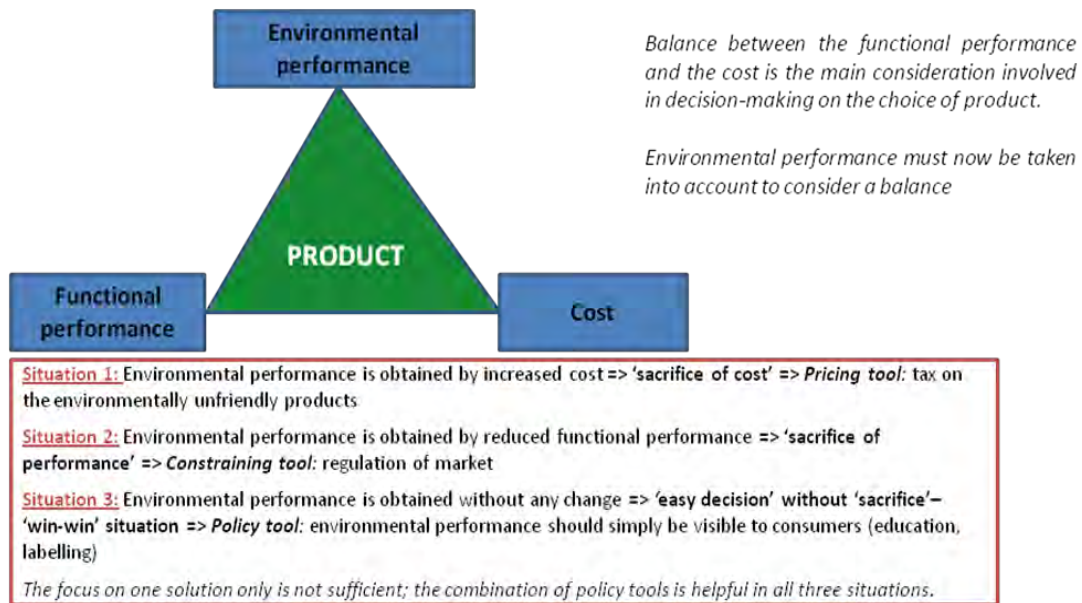 Environmental
performance
Balance between the functional performance
and the cost is the main consideration involved
in decision-making on the choice of product.
Environmental performance must now be taken
into account to consider a balance
PRODUCT
Functional
performance
Cost
Situation 1: Environmental performance is obtained by increased cost => ‘sacrifice of cost’ => Pricing tool: tax on
the environmentally unfriendly products
Situation 2: Environmental performance is obtained by reduced functional performance => ‘sacrifice of
performance’ => Constraining tool: regulation of market
Situation 3: Environmental performance is obtained without any change => ‘easy decision’ without ‘sacrifice’–
‘win-win’ situation => Policy tool: environmental performance should simply be visible to consumers (education,
labelling)
The focus on one solution only is not sufficient; the combination of policy tools is helpful in all three situations.